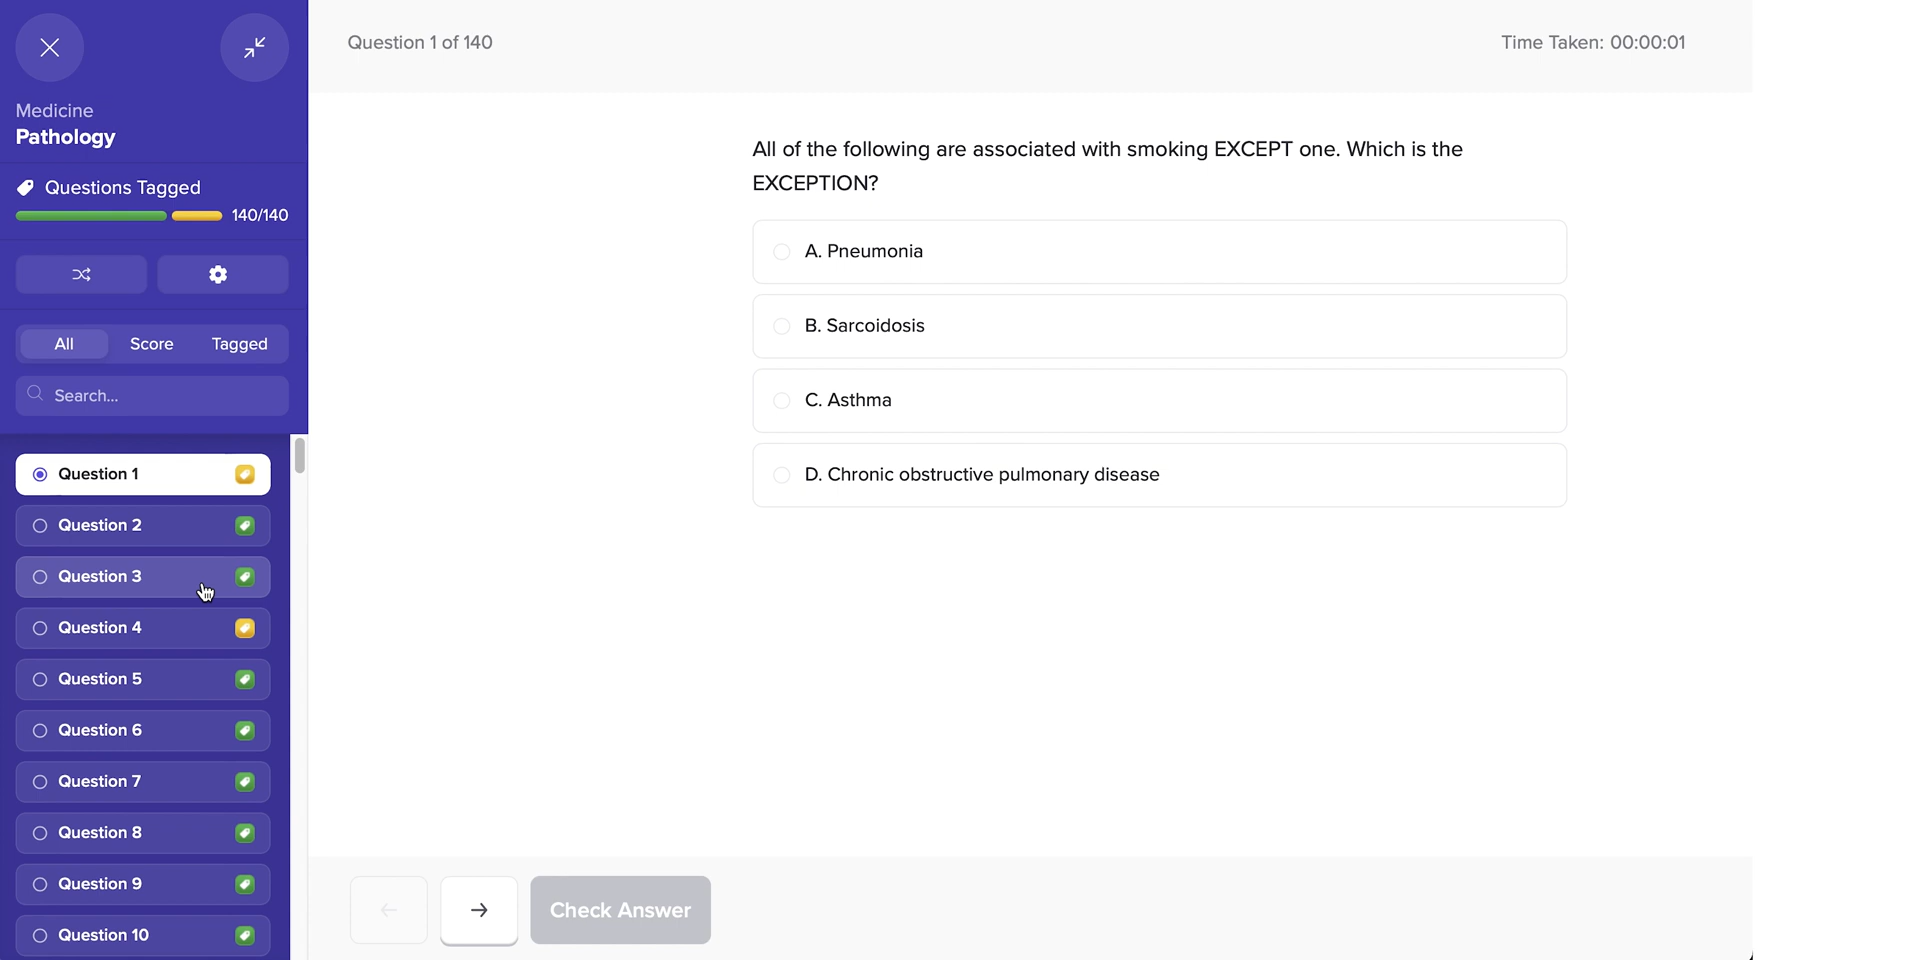 Medicine
Pathology
Questions Tagged
140/140
All Score Tagged
Search...
Question 1
Question 2
Question 3
Question 4
Question 5
Question 6
Question 7
Question 8
Question 9
Question 10
Question 1 of 140
Time Taken: 00:00:01
All of the following are associated with smoking EXCEPT one. Which is the
EXCEPTION?
A. Pneumonia
B. Sarcoidosis
C. Asthma
D. Chronic obstructive pulmonary disease
Check Answer